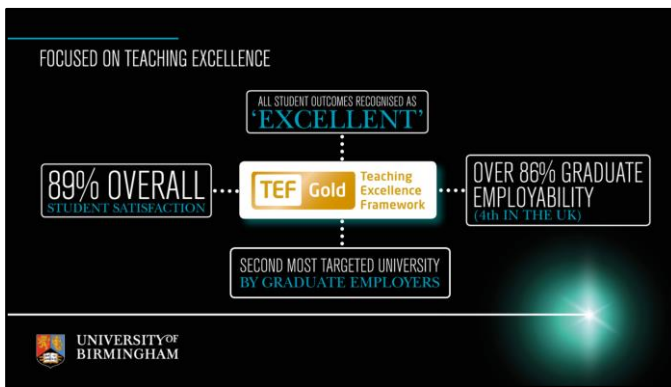 FOCUSED ON TEACHING EXCELLENCE
ALL STUDENT OUTCOMES RECOGNISED AS
'EXCELLENT'
89% OVERALL
STUDENT SATISFACTION
TEF Gold
Teaching
Excellence
Framework
OVER 86% GRADUATE
EMPLOYABILITY
(4th IN THE UK)
SECOND MOST TARGETED UNIVERSITY
BY GRADUATE EMPLOYERS
UNIVERSITY OF
BIRMINGHAM